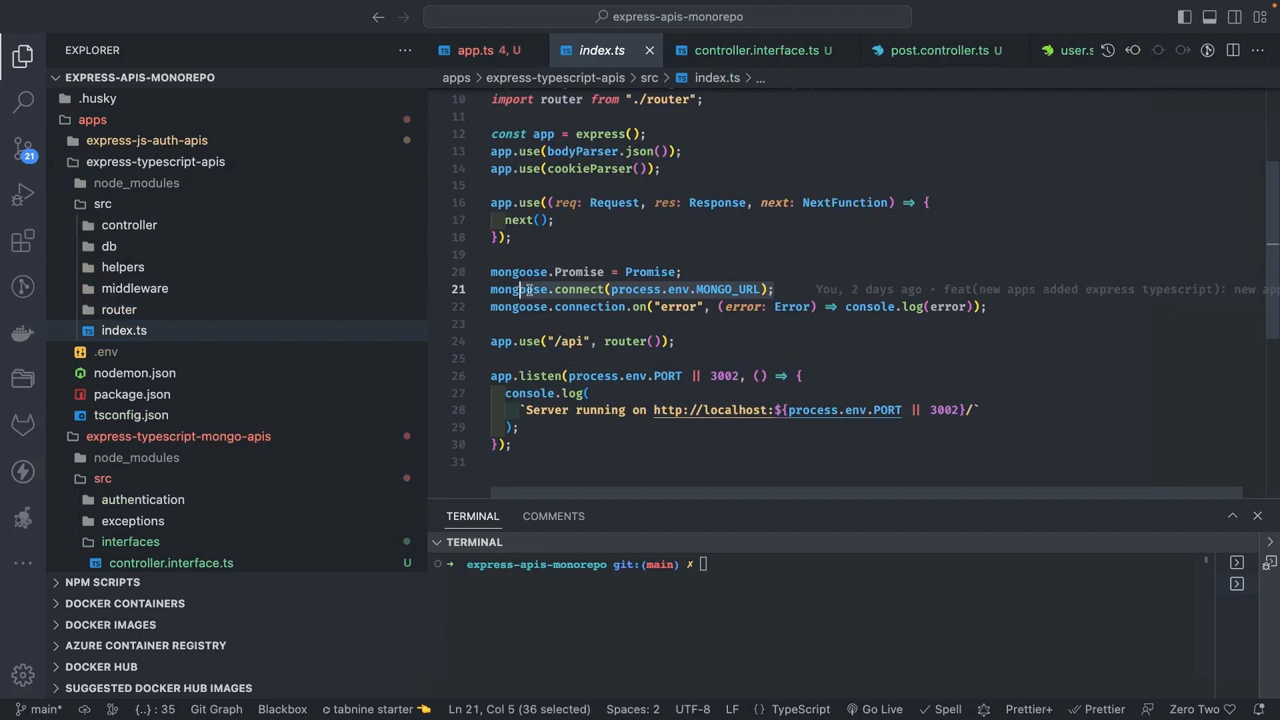 express-apis-monorepo
EXPLORER
app.ts 4, U
index.ts
controller.interface.ts U
post.controller.ts U
user.s
EXPRESS-APIS-MONOREPO
apps > express-typescript-apis > src > index.ts > ...
.husky
apps
express-js-auth-apis
express-typescript-apis
node_modules
src
controller
db
helpers
middleware
router
index.ts
.env
nodemon.json
package.json
tsconfig.json
express-typescript-mongo-apis
node_modules
src
authentication
exceptions
interfaces
controller.interface.ts U
NPM SCRIPTS
DOCKER CONTAINERS
DOCKER IMAGES
AZURE CONTAINER REGISTRY
DOCKER HUB
SUGGESTED DOCKER HUB IMAGES
21
10 import router from "./router";
11
12 const app = express();
13 app.use(bodyParser.json());
14 app.use(cookieParser());
15
16 app.use((req: Request, res: Response, next: NextFunction) => {
17 next();
18 });
19
20 mongoose.Promise = Promise;
21 mongoose.connect(process.env.MONGO_URL); You, 2 days ago • feat(new apps added express typescript): new app
22 mongoose.connection.on("error", (error: Error) => console.log(error));
23
24 app.use("/api", router());
25
26 app.listen(process.env.PORT || 3002, () => {
27 console.log(
28 `Server running on http://localhost:${process.env.PORT || 3002}/`
29 );
30 });
31
TERMINAL COMMENTS
TERMINAL
→ express-apis-monorepo git:(main) ✗
main* {..} : 35 Git Graph Blackbox tabnine starter 👈 Ln 21, Col 5 (36 selected) Spaces: 2 UTF-8 LF {} TypeScript Go Live Spell Prettier+ Prettier Zero Two